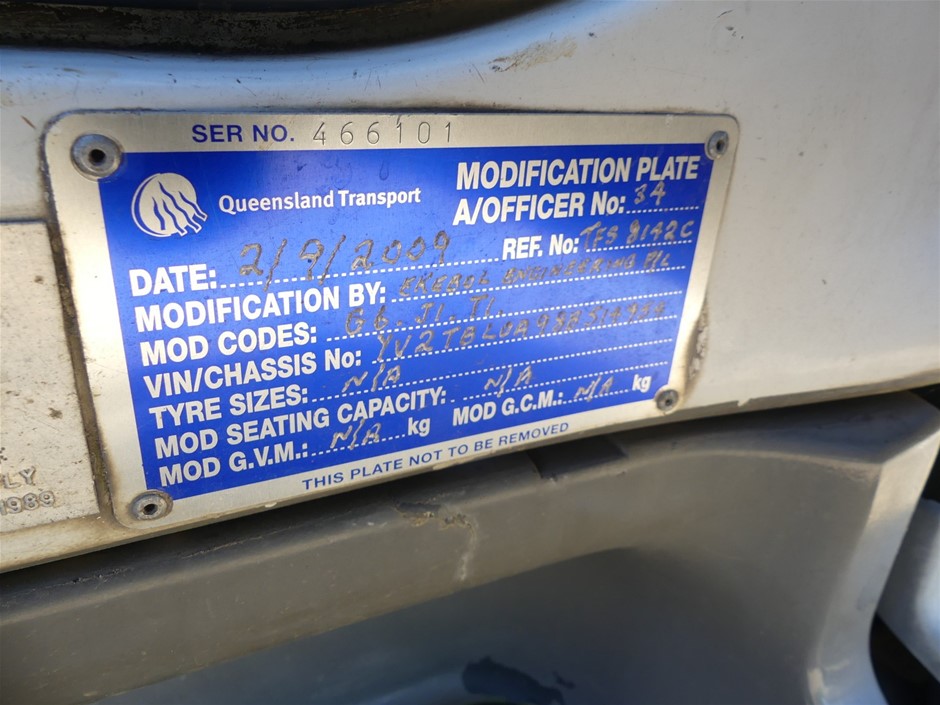 SER NO. 466101
Queensland Transport
MODIFICATION PLATE
A/OFFICER No: 34
DATE: 2/9/2009
REF. No: TFS 8142C
MODIFICATION BY: EKEBOL ENGINEERING P/L
MOD CODES: G6. J1. T1.
VIN/CHASSIS No:
TYRE SIZES: N/A
MOD SEATING CAPACITY: N/A
MOD G.V.M.: N/A kg MOD G.C.M.: N/A kg
THIS PLATE NOT TO BE REMOVED
LY
1989